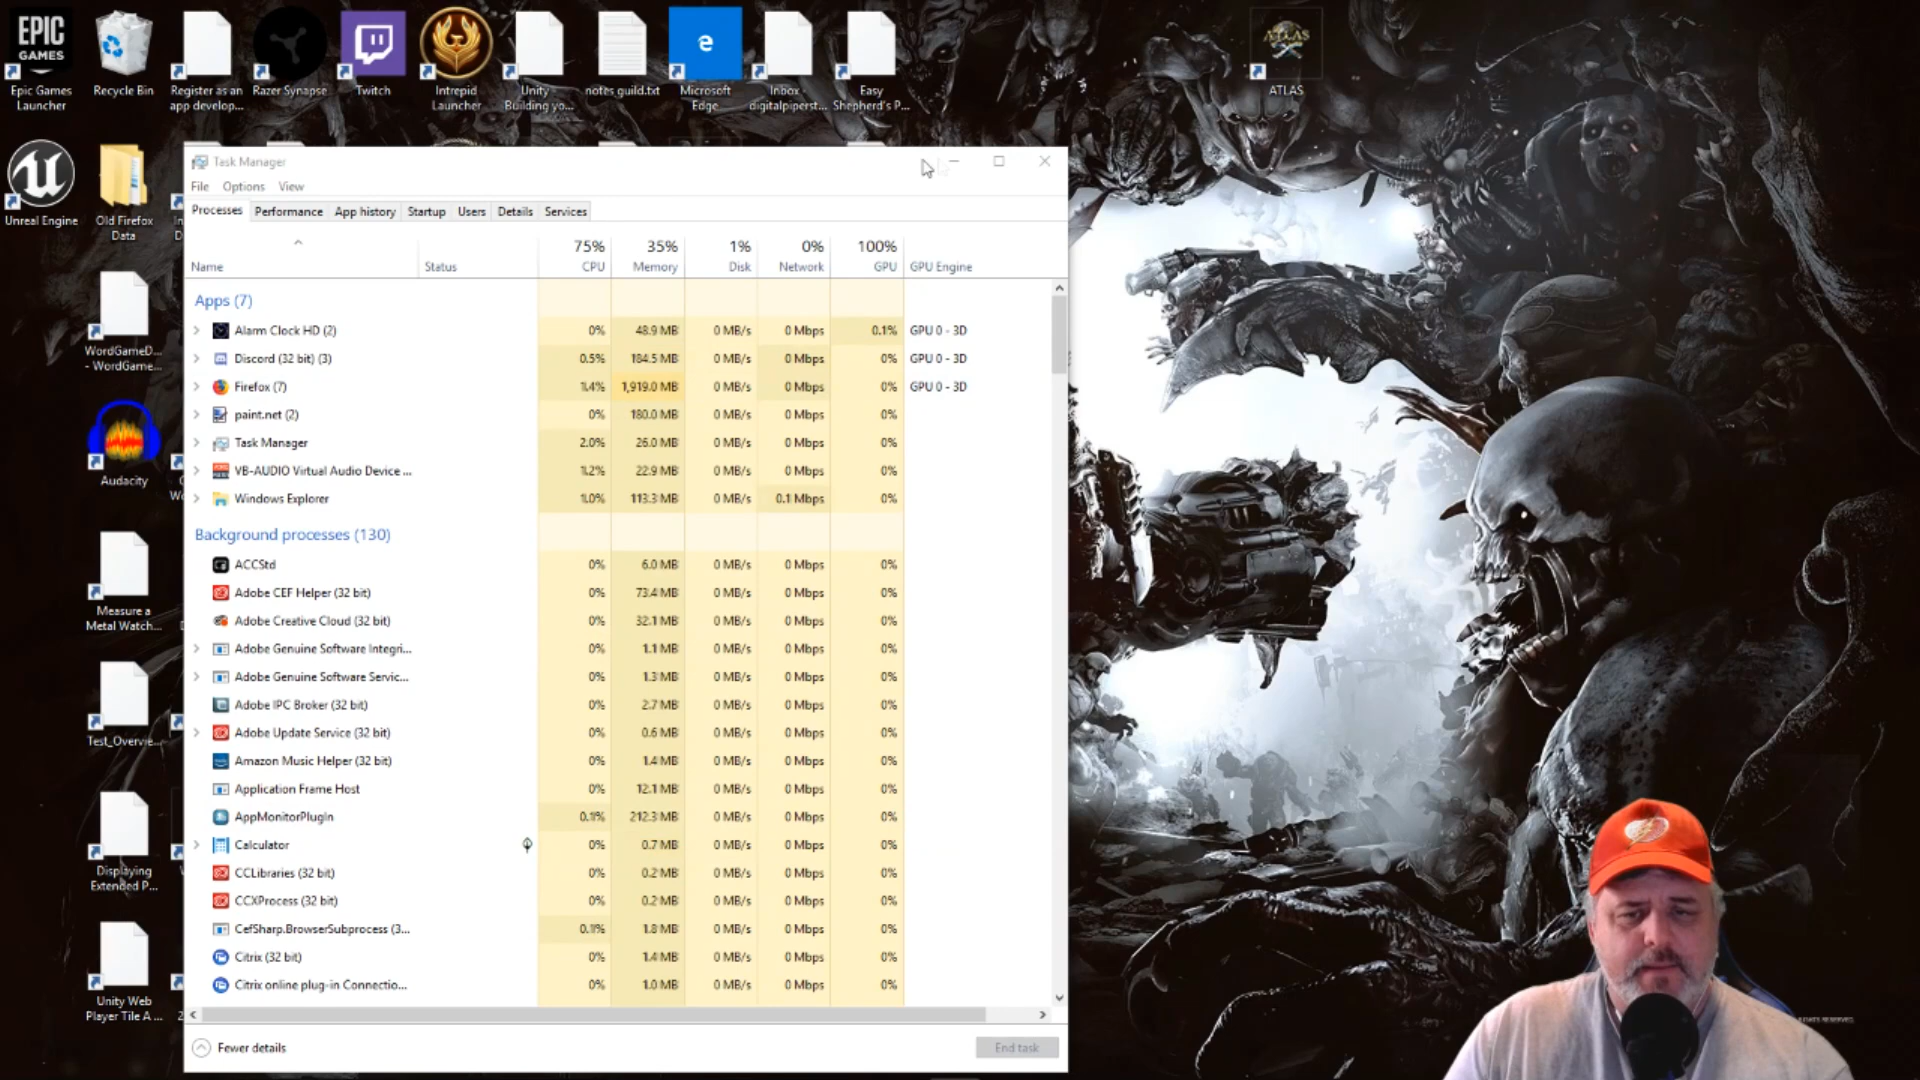 EPIC
GAMES
Epic Games
Launcher
Recycle Bin
Register as an
app develop...
Razer Synapse
Twitch
Intrepid
Launcher
Unity
Building yo...
notes guild.txt
Microsoft
Edge
Inbox -
digitalpiperst...
Easy
Shepherd's P...
ATLAS
ATLAS
Unreal Engine
Old Firefox
Data
WordGameD...
- WordGame...
Audacity
Measure a
Metal Watch...
Test_Overvie...
Displaying
Extended P...
Unity Web
Player Tile A ...
Task Manager
File Options View
Processes Performance App history Startup Users Details Services
75% 35% 1% 0% 100%
Name Status CPU Memory Disk Network GPU GPU Engine
Apps (7)
Alarm Clock HD (2) 0% 48.9 MB 0 MB/s 0 Mbps 0.1% GPU 0 - 3D
Discord (32 bit) (3) 0.5% 184.5 MB 0 MB/s 0 Mbps 0% GPU 0 - 3D
Firefox (7) 1.4% 1,919.0 MB 0 MB/s 0 Mbps 0% GPU 0 - 3D
paint.net (2) 0% 180.0 MB 0 MB/s 0 Mbps 0%
Task Manager 2.0% 26.0 MB 0 MB/s 0 Mbps 0%
VB-AUDIO Virtual Audio Device ... 1.2% 22.9 MB 0 MB/s 0 Mbps 0%
Windows Explorer 1.0% 113.3 MB 0 MB/s 0.1 Mbps 0%
Background processes (130)
ACCStd 0% 6.0 MB 0 MB/s 0 Mbps 0%
Adobe CEF Helper (32 bit) 0% 73.4 MB 0 MB/s 0 Mbps 0%
Adobe Creative Cloud (32 bit) 0% 32.1 MB 0 MB/s 0 Mbps 0%
Adobe Genuine Software Integri... 0% 1.1 MB 0 MB/s 0 Mbps 0%
Adobe Genuine Software Servic... 0% 1.3 MB 0 MB/s 0 Mbps 0%
Adobe IPC Broker (32 bit) 0% 2.7 MB 0 MB/s 0 Mbps 0%
Adobe Update Service (32 bit) 0% 0.6 MB 0 MB/s 0 Mbps 0%
Amazon Music Helper (32 bit) 0% 1.4 MB 0 MB/s 0 Mbps 0%
Application Frame Host 0% 12.1 MB 0 MB/s 0 Mbps 0%
AppMonitorPlugIn 0.1% 212.3 MB 0 MB/s 0 Mbps 0%
Calculator 0% 0.7 MB 0 MB/s 0 Mbps 0%
CCLibraries (32 bit) 0% 0.2 MB 0 MB/s 0 Mbps 0%
CCXProcess (32 bit) 0% 0.2 MB 0 MB/s 0 Mbps 0%
CefSharp.BrowserSubprocess (3... 0.1% 1.8 MB 0 MB/s 0 Mbps 0%
Citrix (32 bit) 0% 1.4 MB 0 MB/s 0 Mbps 0%
Citrix online plug-in Connectio... 0% 1.0 MB 0 MB/s 0 Mbps 0%
Fewer details End task